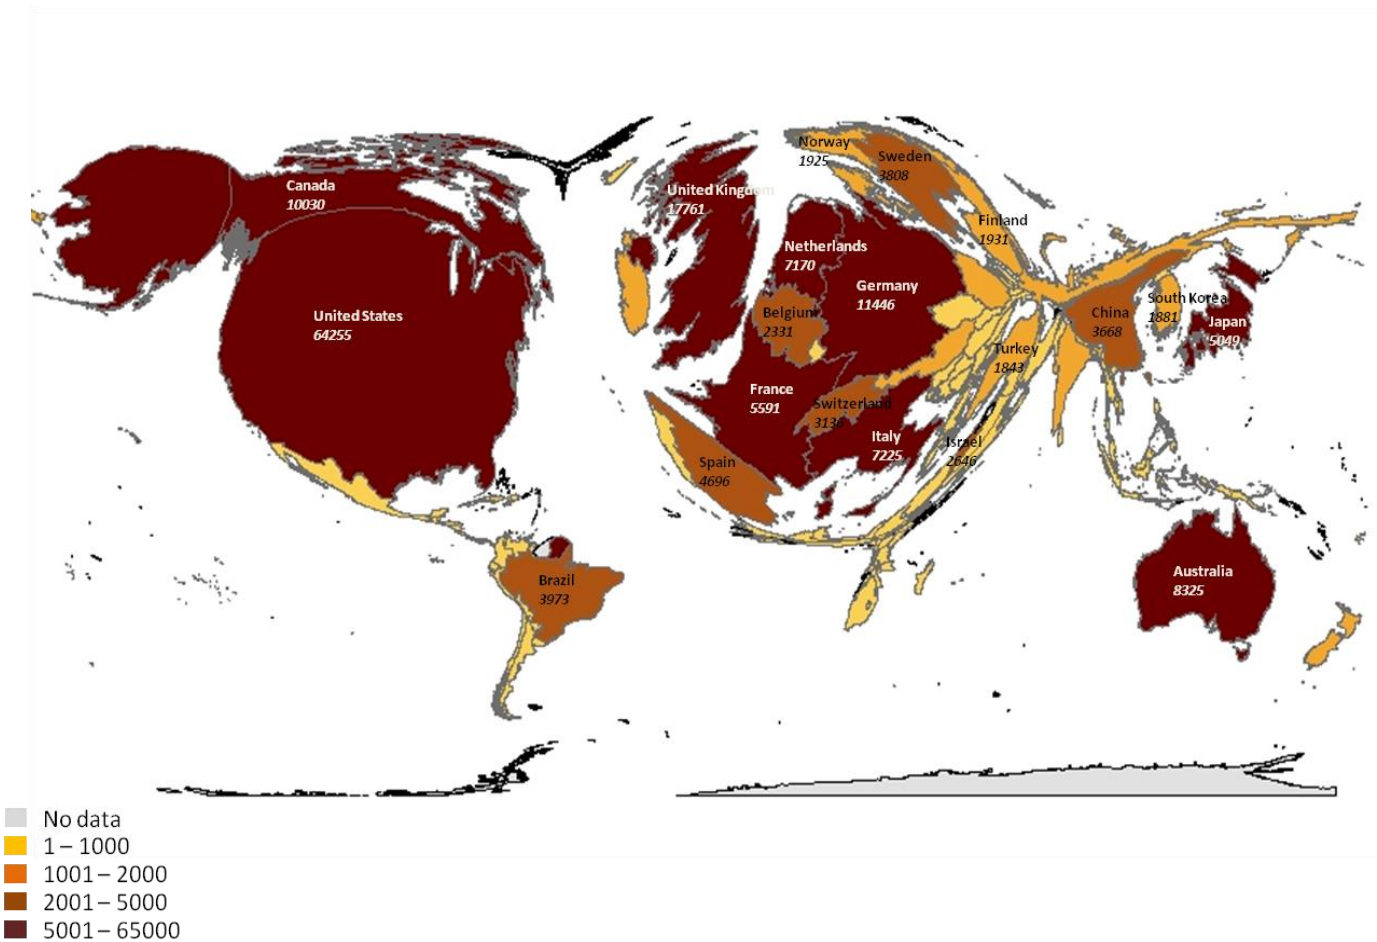 Norway
1925
Sweden
3808
Canada
10030
United Kingdom
17761
Finland
1931
Netherlands
7170
Germany
11446
South Korea
1881
United States
64255
Belgium
2331
China
3668
Japan
5049
Turkey
1843
France
5591
Switzerland
Italy
7225
Israel
2646
Spain
4696
Brazil
3973
Australia
8325
No data
1 – 1000
1001 – 2000
2001 – 5000
5001 – 65000